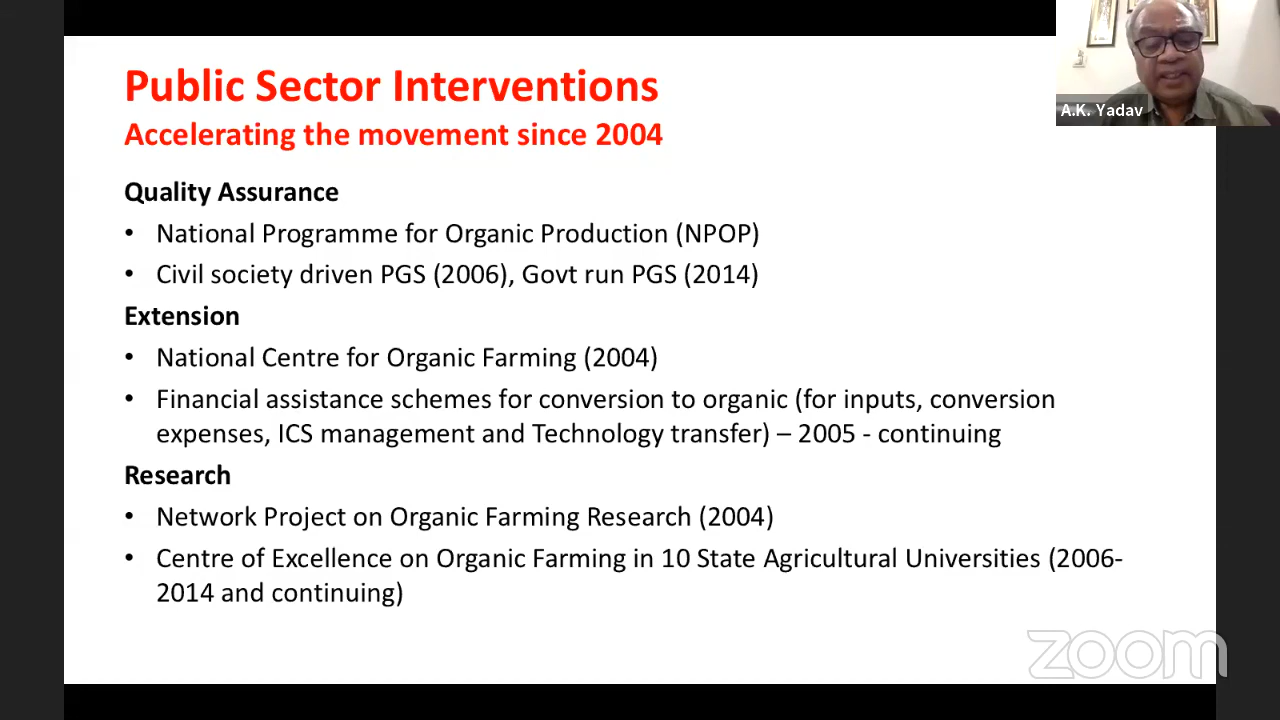 Public Sector Interventions
Accelerating the movement since 2004
Quality Assurance
• National Programme for Organic Production (NPOP)
• Civil society driven PGS (2006), Govt run PGS (2014)
Extension
• National Centre for Organic Farming (2004)
• Financial assistance schemes for conversion to organic (for inputs, conversion
expenses, ICS management and Technology transfer) – 2005 - continuing
Research
• Network Project on Organic Farming Research (2004)
• Centre of Excellence on Organic Farming in 10 State Agricultural Universities (2006-
2014 and continuing)
A.K. Yadav
zoom